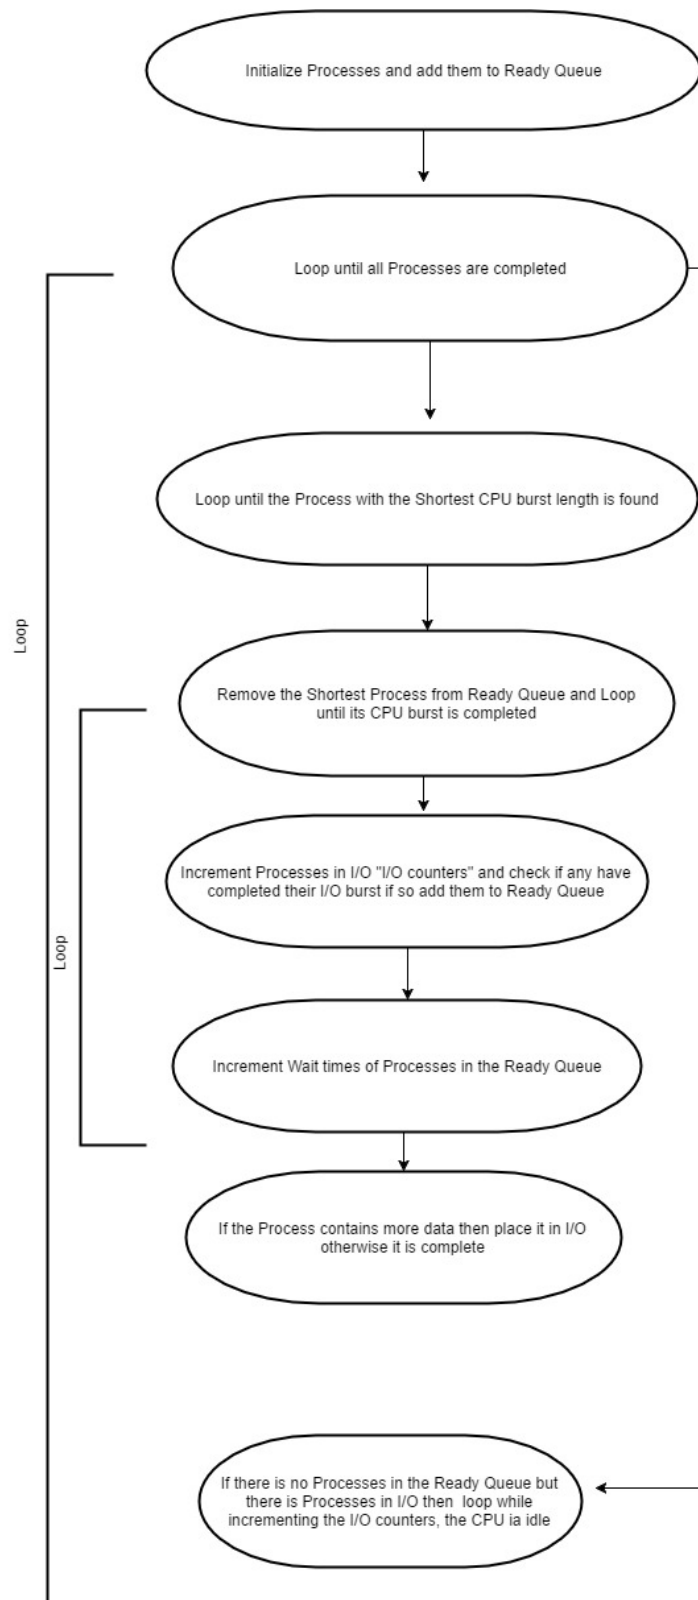 Initialize Processes and add them to Ready Queue
Loop until all Processes are completed
Loop until the Process with the Shortest CPU burst length is found
Loop
Remove the Shortest Process from Ready Queue and Loop
until its CPU burst is completed
Increment Processes in I/O "I/O counters" and check if any have
completed their I/O burst if so add them to Ready Queue
Loop
Increment Wait times of Processes in the Ready Queue
If the Process contains more data then place it in I/O
otherwise it is complete
If there is no Processes in the Ready Queue but
there is Processes in I/O then loop while
incrementing the I/O counters, the CPU ia idle